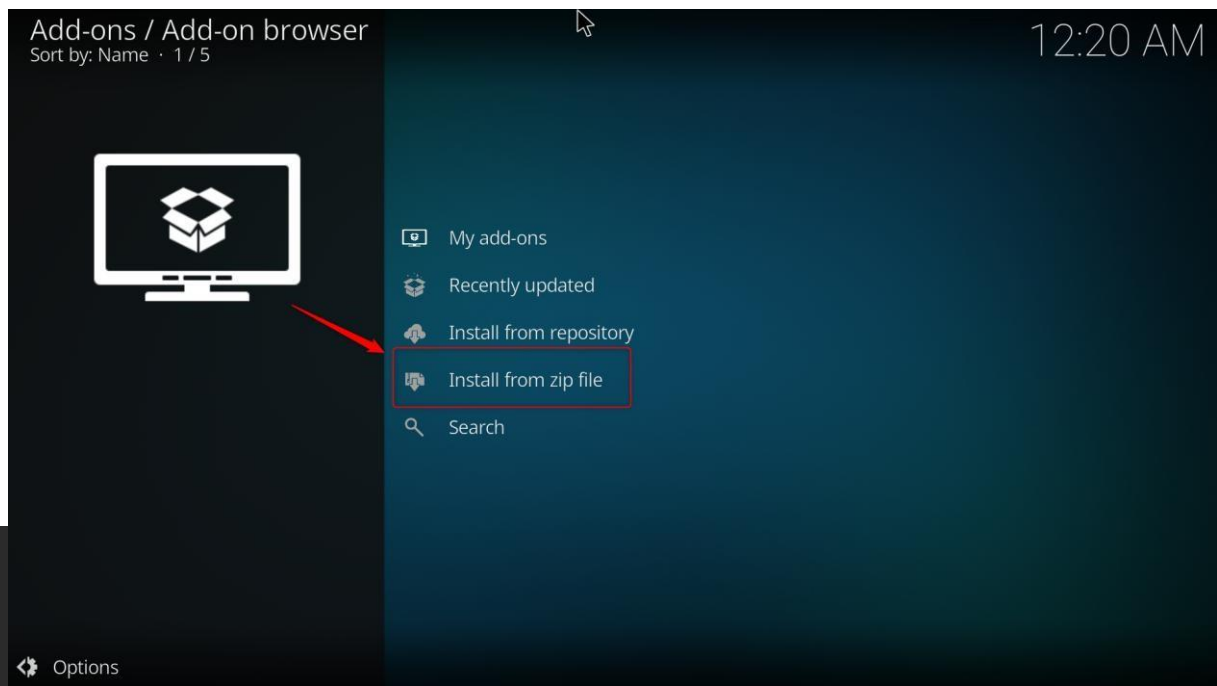 Add-ons / Add-on browser
Sort by: Name · 1 / 5
12:20 AM
My add-ons
Recently updated
Install from repository
Install from zip file
Search
Options